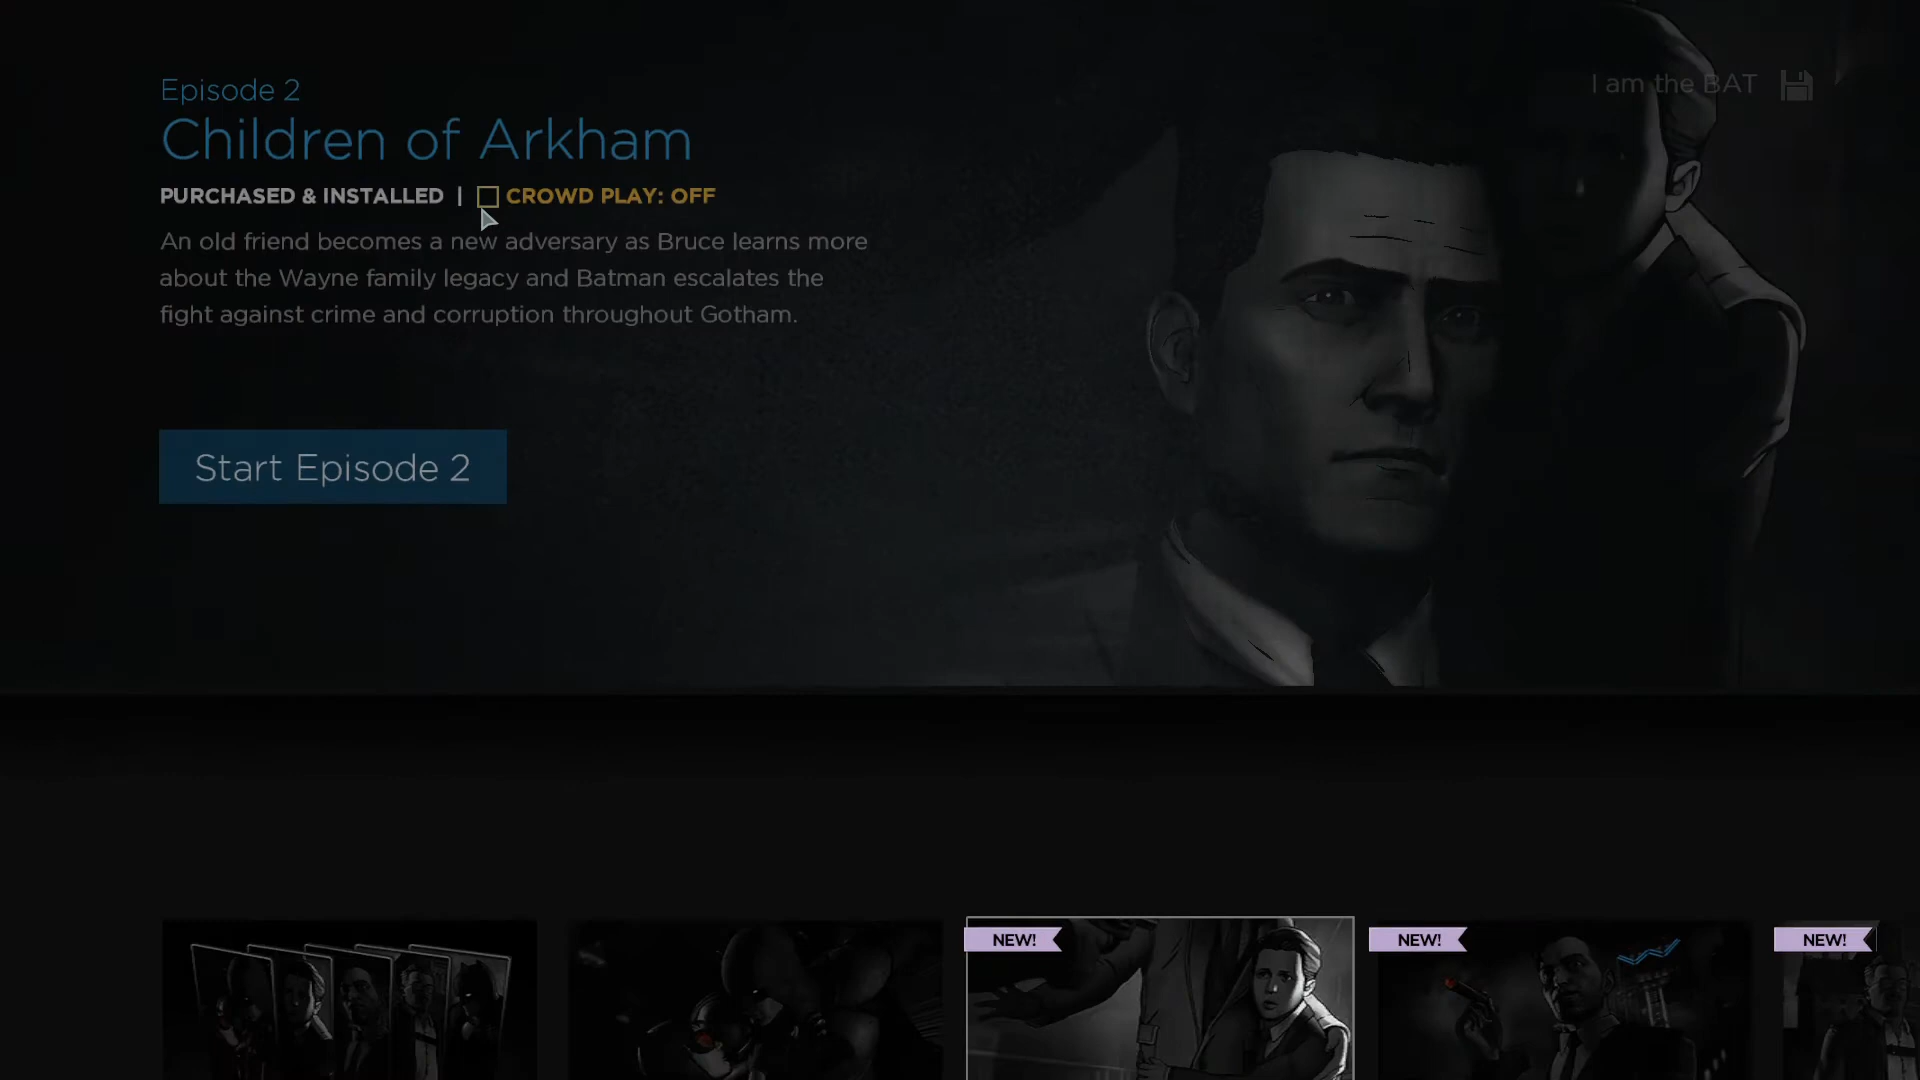 Episode 2
I am the BAT
Children of Arkham
PURCHASED & INSTALLED | CROWD PLAY: OFF
An old friend becomes a new adversary as Bruce learns more
about the Wayne family legacy and Batman escalates the
fight against crime and corruption throughout Gotham.
Start Episode 2
NEW! NEW! NEW!